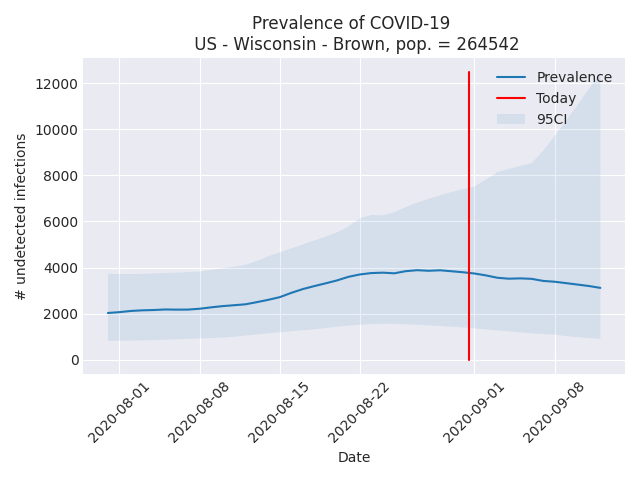 Prevalence of COVID-19
US - Wisconsin - Brown, pop. = 264542
Prevalence
Today
95CI
# undetected infections
12000
10000
8000
6000
4000
2000
0
2020-08-01
2020-08-08
2020-08-15
2020-08-22
2020-09-01
2020-09-08
Date